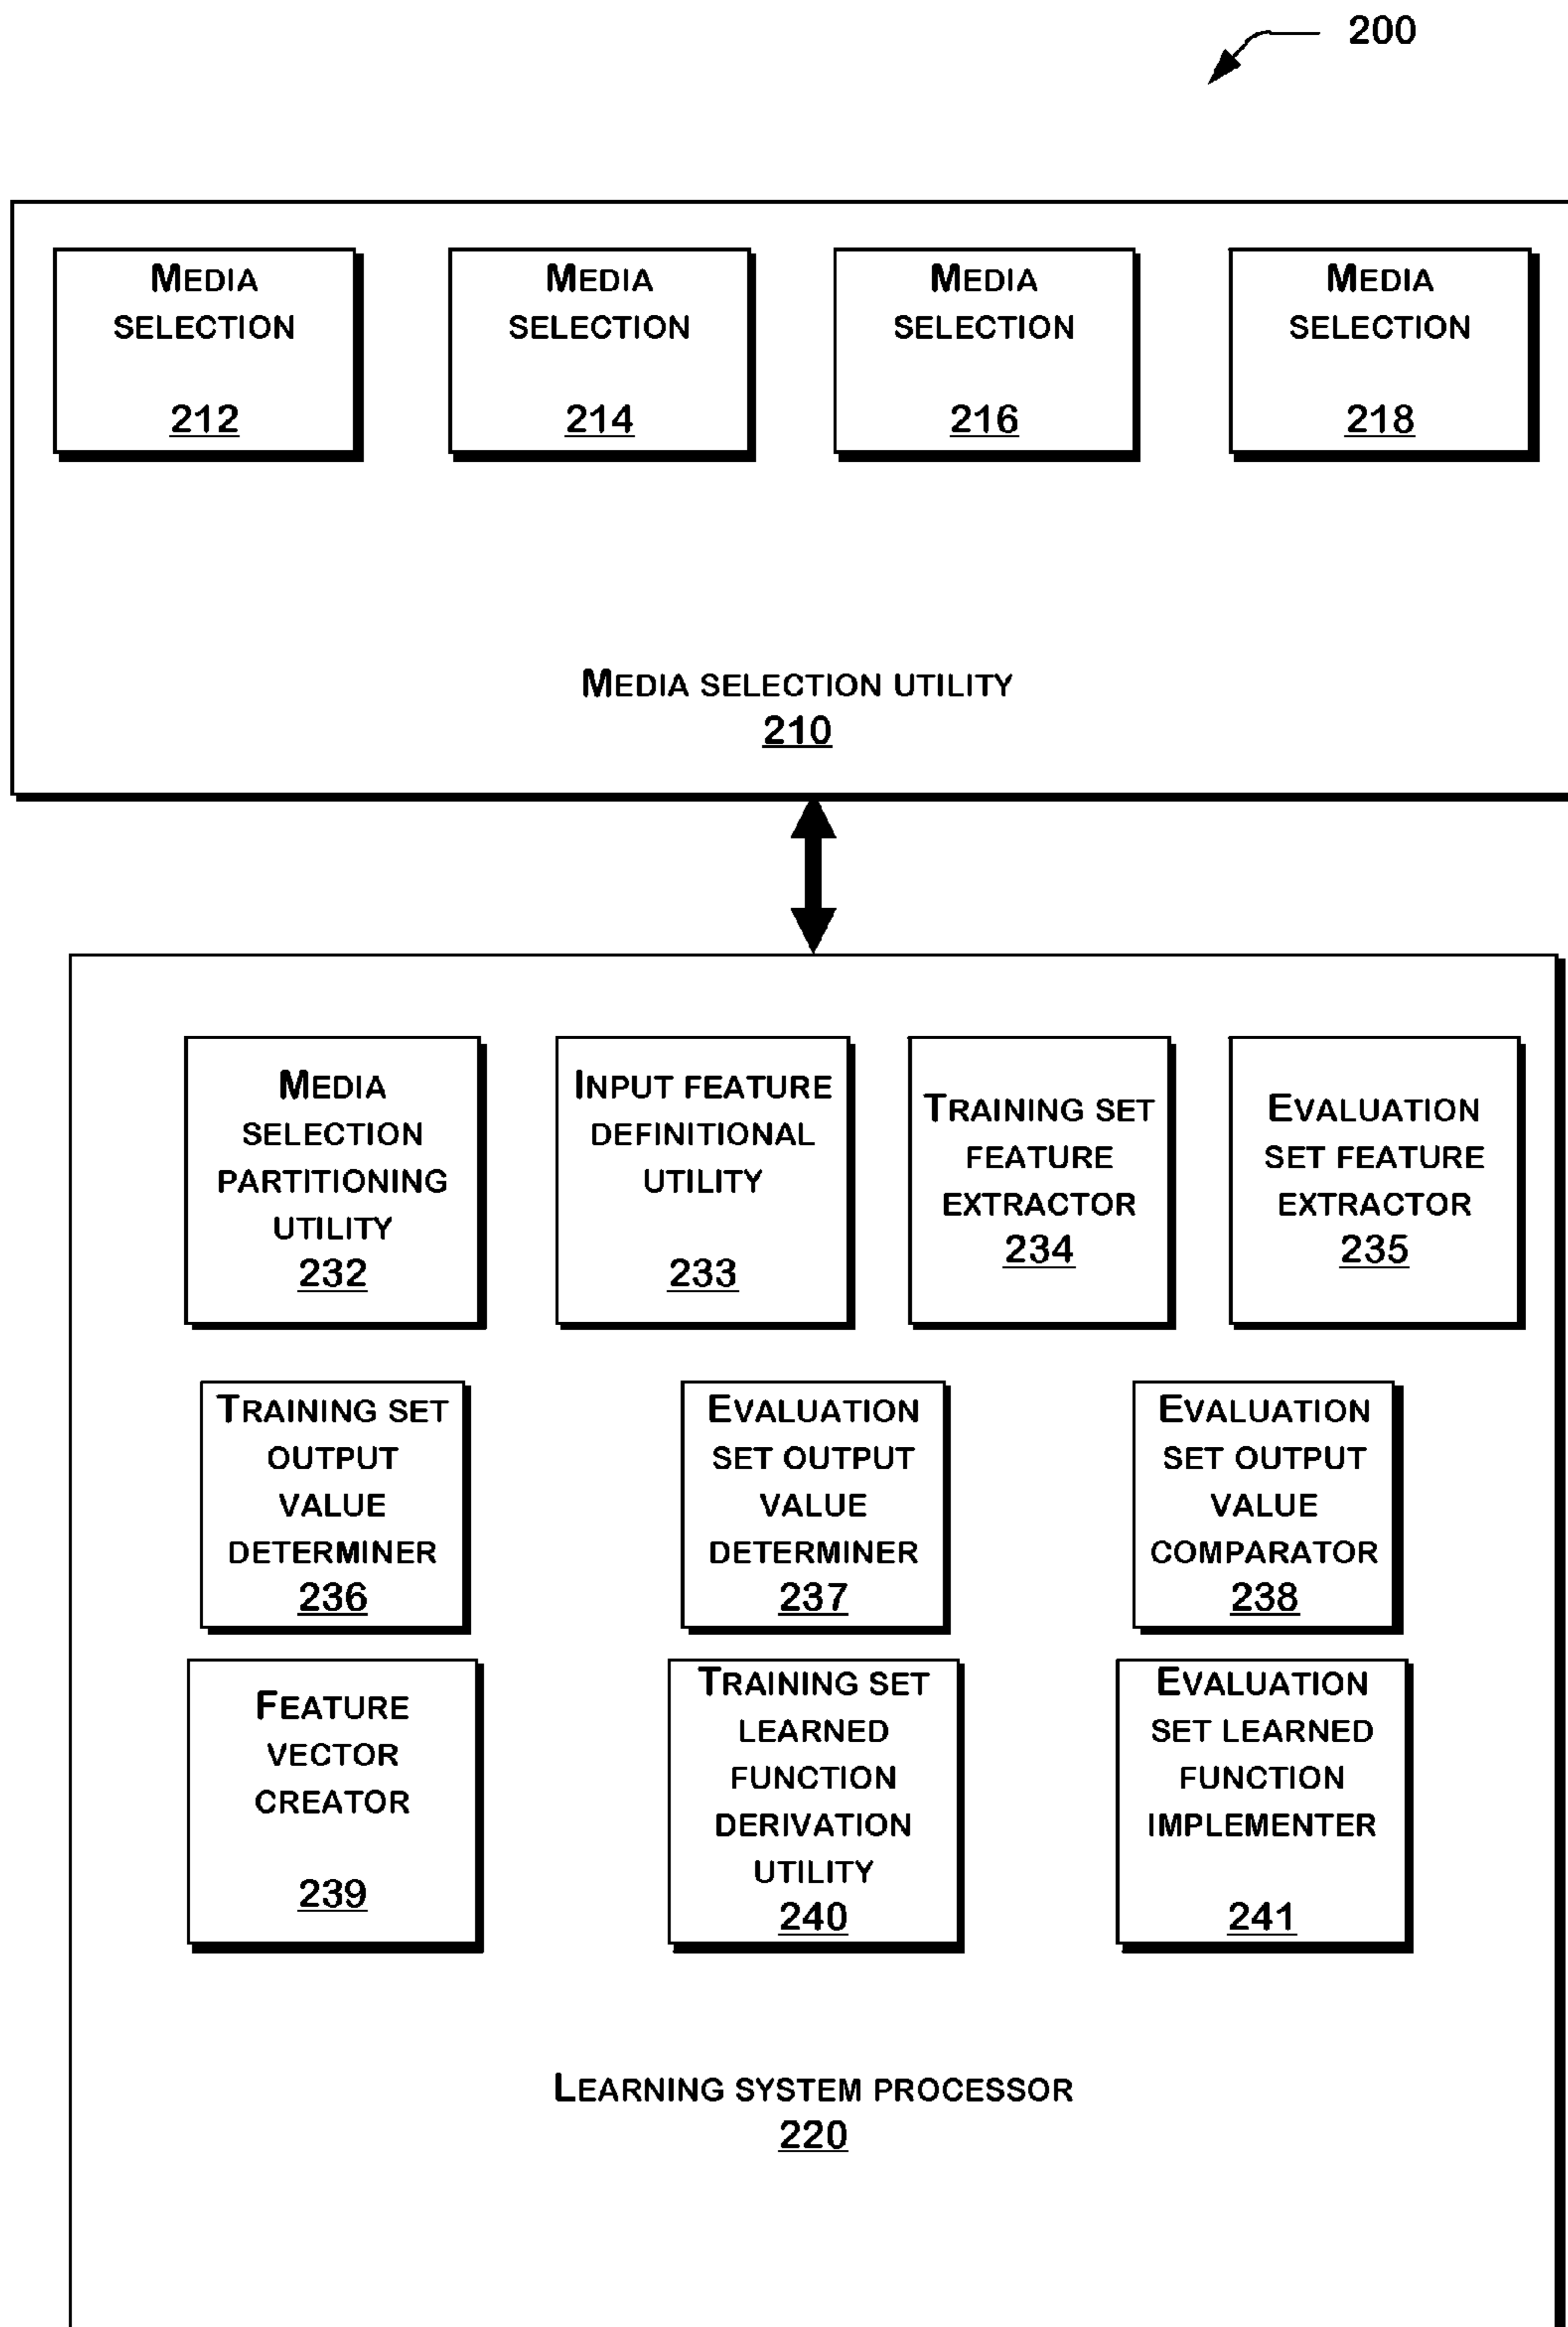 200
MEDIA
SELECTION
212
MEDIA
SELECTION
214
MEDIA
SELECTION
216
MEDIA
SELECTION
218
MEDIA SELECTION UTILITY
210
MEDIA
SELECTION
PARTITIONING
UTILITY
232
INPUT FEATURE
DEFINITIONAL
UTILITY
233
TRAINING SET
FEATURE
EXTRACTOR
234
EVALUATION
SET FEATURE
EXTRACTOR
235
TRAINING SET
OUTPUT
VALUE
DETERMINER
236
EVALUATION
SET OUTPUT
VALUE
DETERMINER
237
EVALUATION
SET OUTPUT
VALUE
COMPARATOR
238
FEATURE
VECTOR
CREATOR
239
TRAINING SET
LEARNED
FUNCTION
DERIVATION
UTILITY
240
EVALUATION
SET LEARNED
FUNCTION
IMPLEMENTER
241
LEARNING SYSTEM PROCESSOR
220